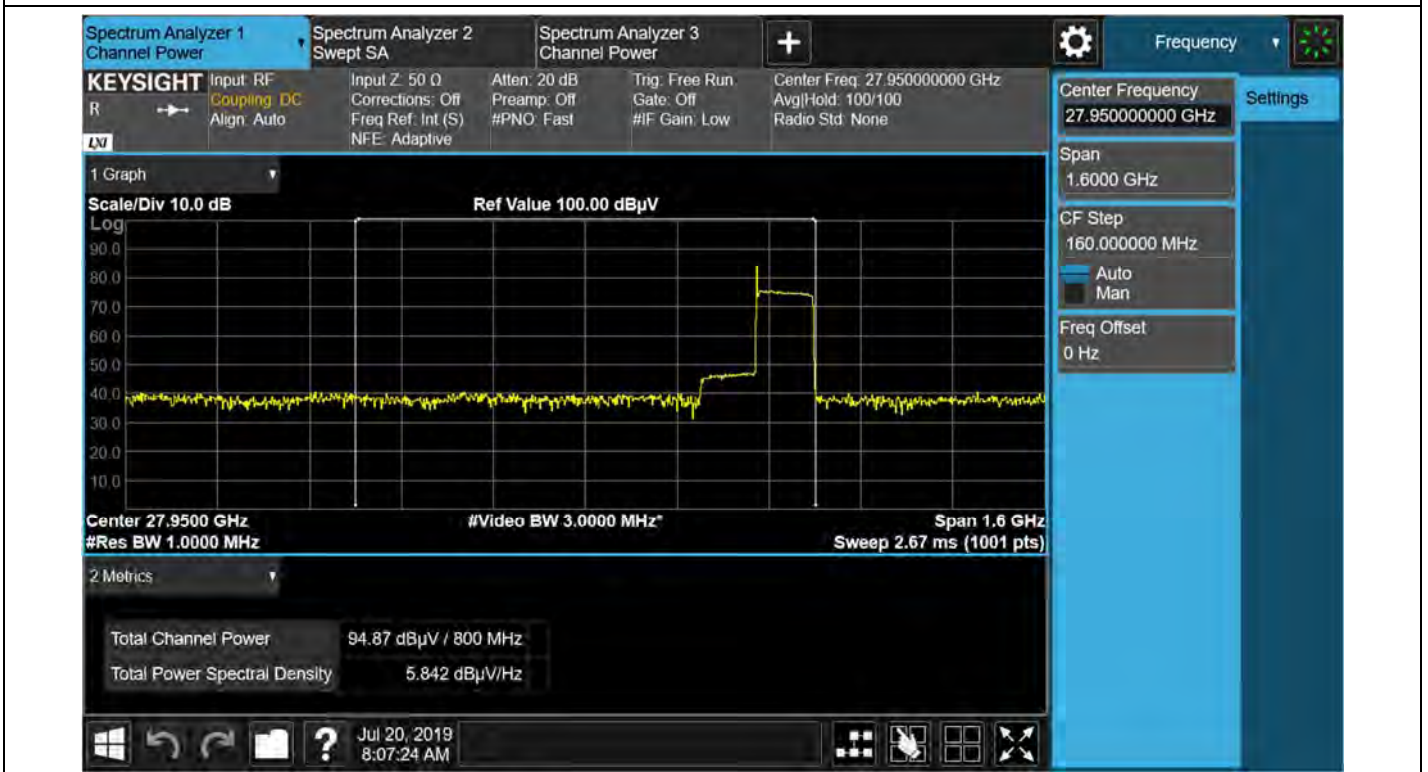 Spectrum Analyzer 1
Channel Power
Spectrum Analyzer 2
Swept SA
Spectrum Analyzer 3
Channel Power
Frequency
KEYSIGHT
R
LXI
Input: RF
Coupling: DC
Align: Auto
Input Z: 50 Ω
Corrections: Off
Freq Ref: Int (S)
NFE: Adaptive
Atten: 20 dB
Preamp: Off
#PNO: Fast
Trig: Free Run
Gate: Off
#IF Gain: Low
Center Freq: 27.950000000 GHz
Avg|Hold: 100/100
Radio Std: None
Center Frequency
27.950000000 GHz
Settings
Span
1.6000 GHz
CF Step
160.000000 MHz
Auto
Man
Freq Offset
0 Hz
1 Graph
Scale/Div 10.0 dB
Ref Value 100.00 dBµV
Log
90.0
80.0
70.0
60.0
50.0
40.0
30.0
20.0
10.0
Center 27.9500 GHz
#Video BW 3.0000 MHz*
Span 1.6 GHz
#Res BW 1.0000 MHz
Sweep 2.67 ms (1001 pts)
2 Metrics
Total Channel Power
94.87 dBµV / 800 MHz
Total Power Spectral Density
5.842 dBµV/Hz
?
Jul 20, 2019
8:07:24 AM